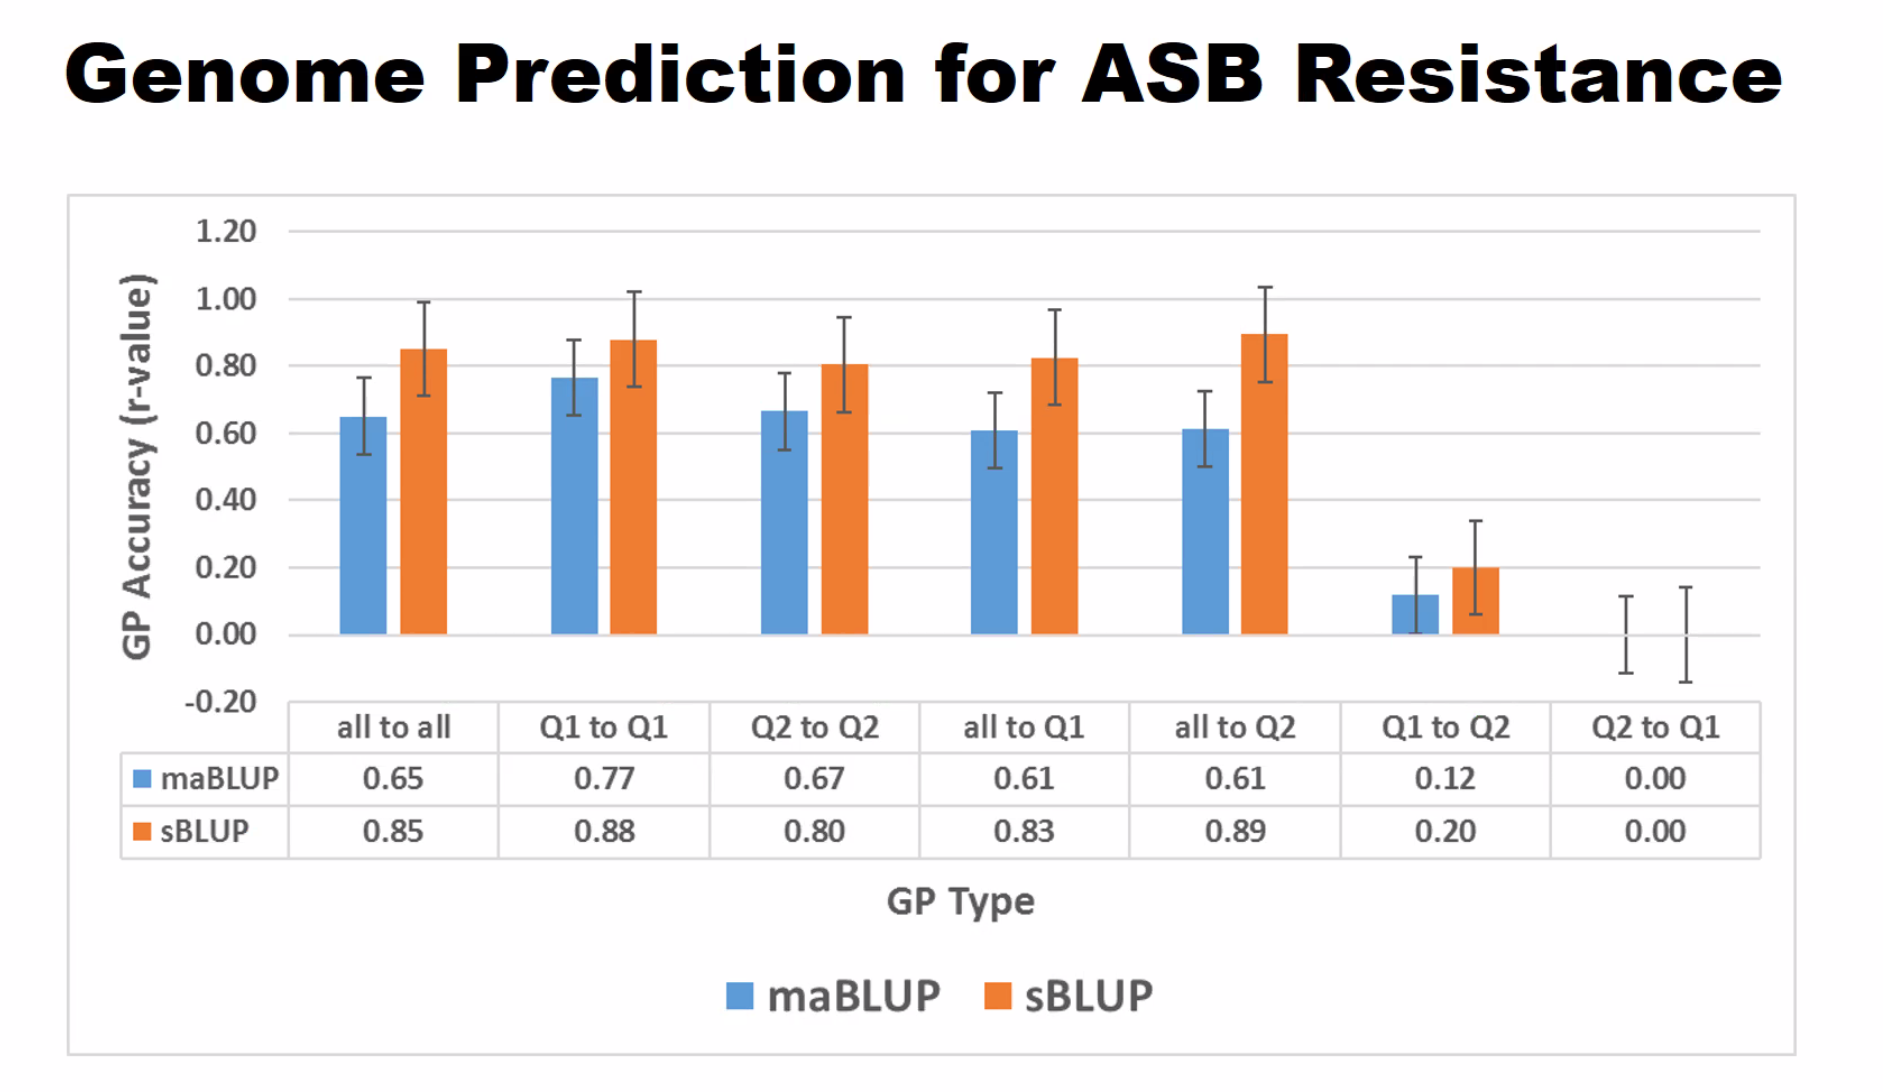 Genome Prediction for ASB Resistance
GP Accuracy (r-value)
1.20
1.00
0.80
0.60
0.40
0.20
0.00
-0.20
all to all Q1 to Q1 Q2 to Q2 all to Q1 all to Q2 Q1 to Q2 Q2 to Q1
maBLUP 0.65 0.77 0.67 0.61 0.61 0.12 0.00
sBLUP 0.85 0.88 0.80 0.83 0.89 0.20 0.00
GP Type
maBLUP sBLUP